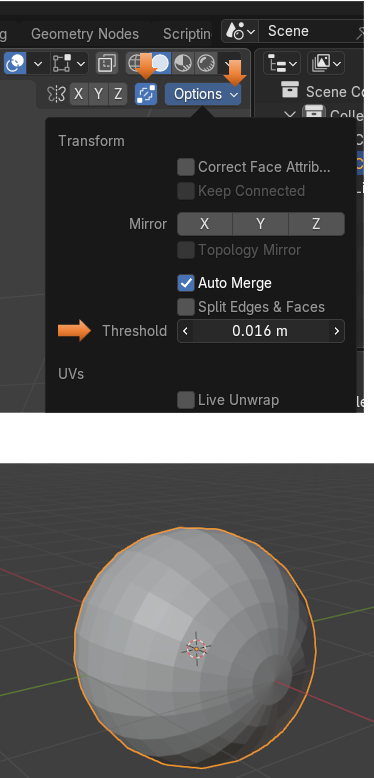 Geometry Nodes Scriptin Scene
X Y Z Options Scene Co
Transform Colle
Correct Face Attrib...
Keep Connected
Mirror X Y Z
Topology Mirror
Auto Merge
Split Edges & Faces
Threshold 0.016 m
UVs
Live Unwrap